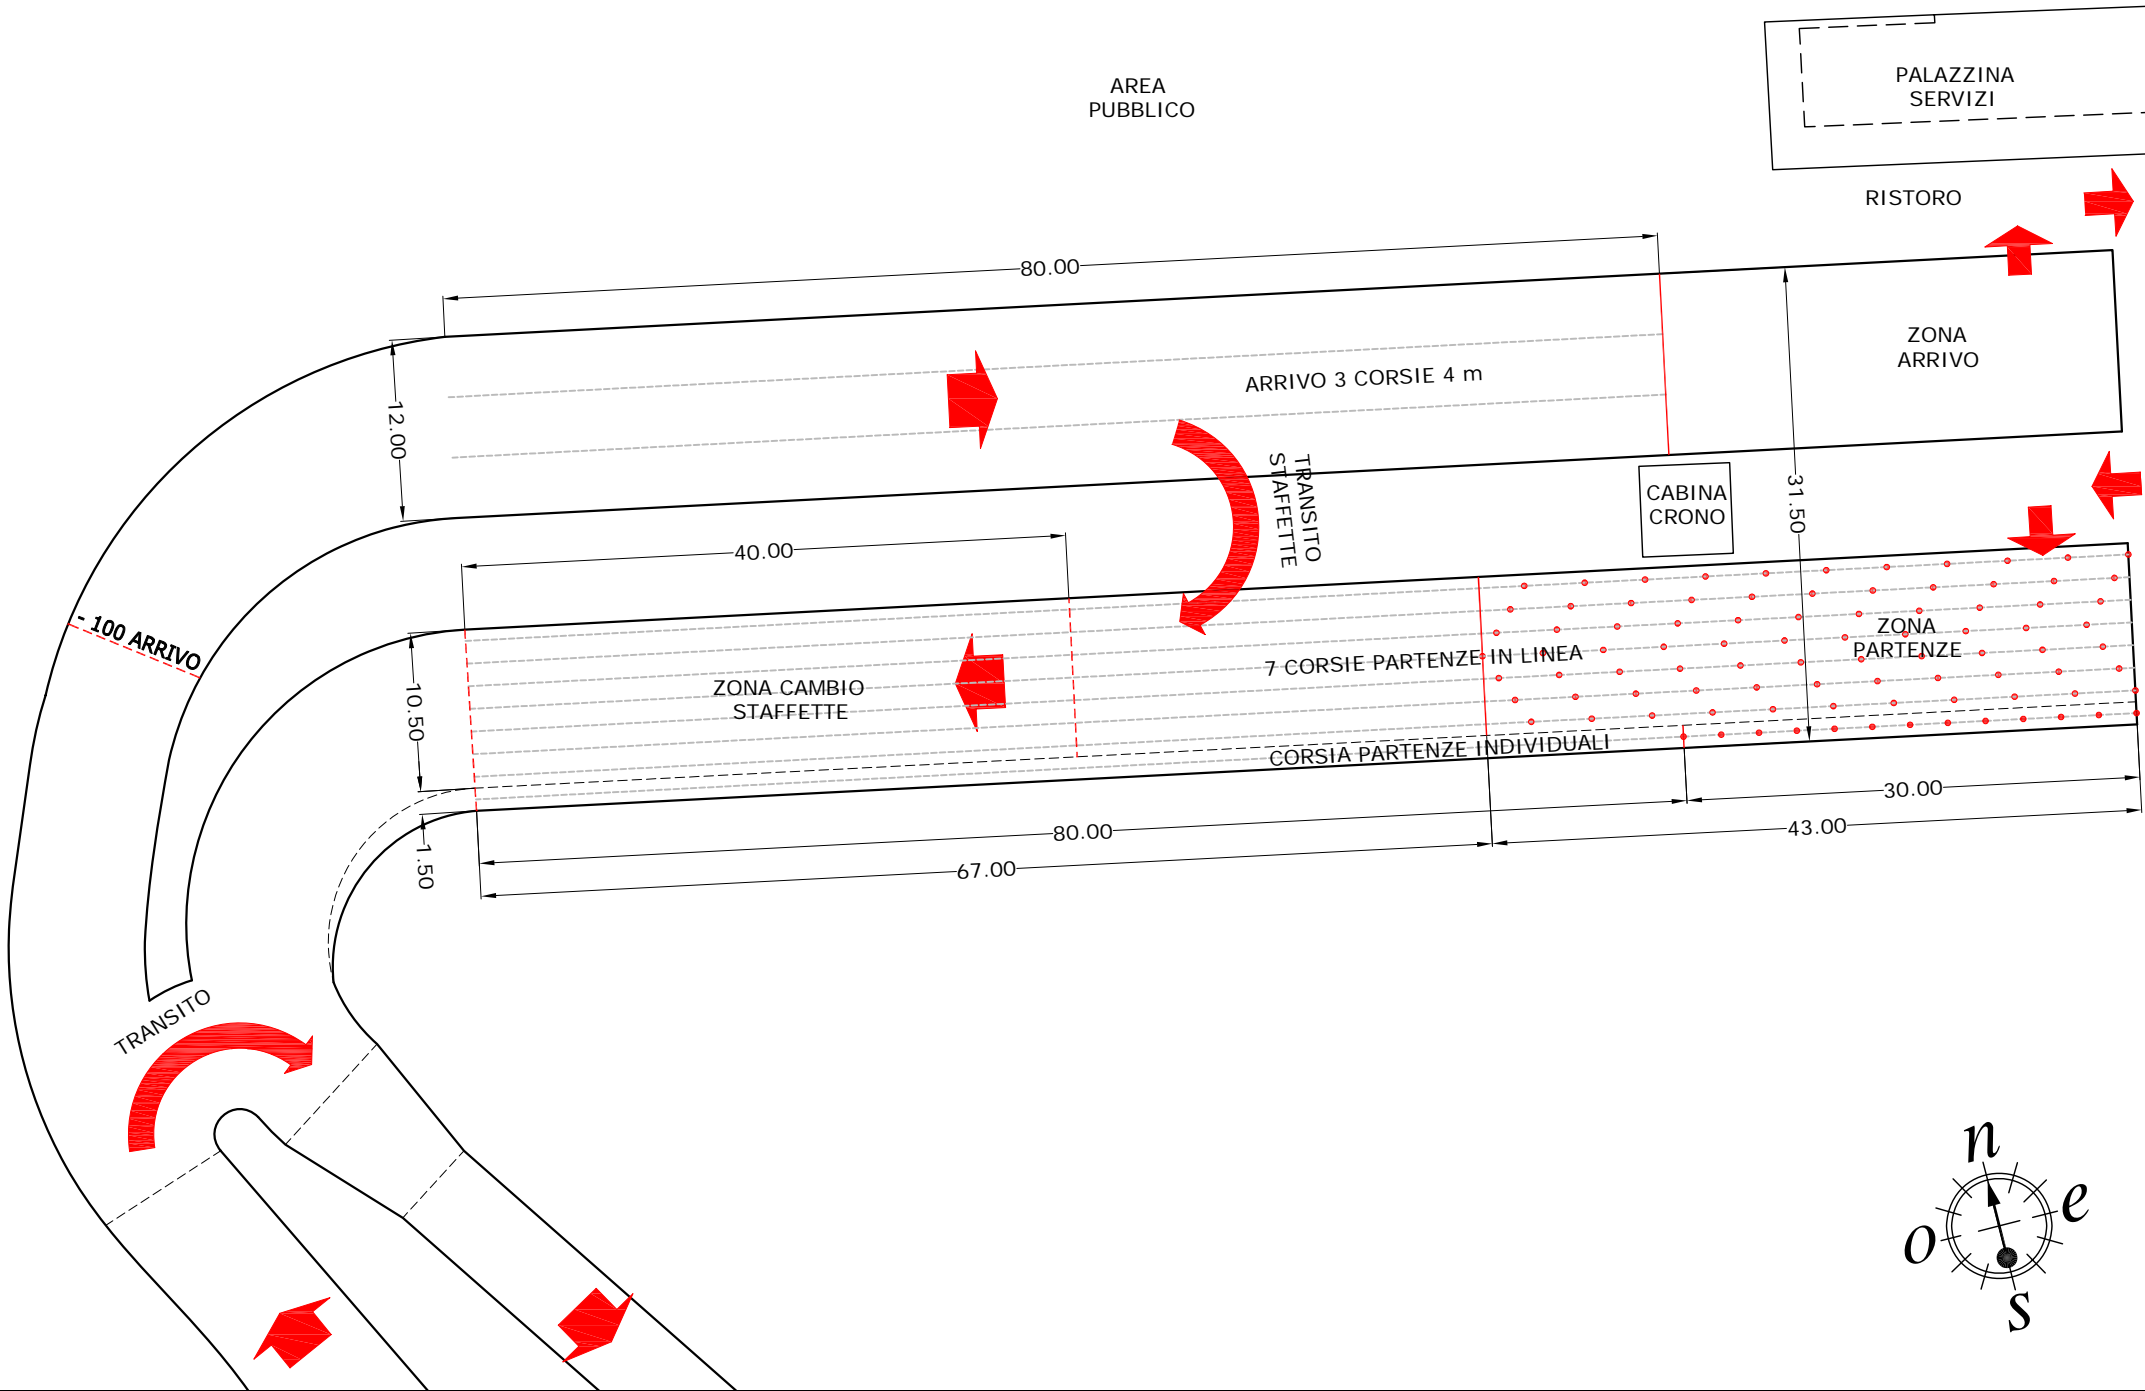 AREA
PUBBLICO
PALAZZINA
SERVIZI
RISTORO
80.00
ZONA
ARRIVO
ARRIVO 3 CORSIE 4 m
12.00
TRANSITO
STAFFETTE
CABINA
CRONO
31.50
40.00
- 100 ARRIVO
ZONA
PARTENZE
7 CORSIE PARTENZE IN LINEA
ZONA CAMBIO
STAFFETTE
10.50
CORSIA PARTENZE INDIVIDUALI
30.00
43.00
80.00
67.00
1.50
TRANSITO
n
e
o
s